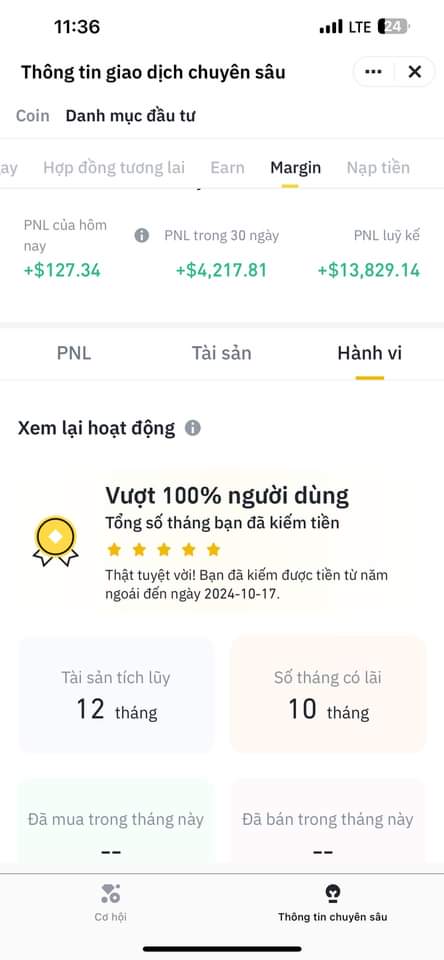 11:36
LTE 24
Thông tin giao dịch chuyên sâu
Coin Danh mục đầu tư
ay Hợp đồng tương lai Earn Margin Nạp tiền
PNL của hôm nay
PNL trong 30 ngày
PNL luỹ kế
+$127.34 +$4,217.81 +$13,829.14
PNL Tài sản Hành vi
Xem lại hoạt động
Vượt 100% người dùng
Tổng số tháng bạn đã kiếm tiền
Thật tuyệt vời! Bạn đã kiếm được tiền từ năm
ngoái đến ngày 2024-10-17.
Tài sản tích lũy Số tháng có lãi
12 tháng 10 tháng
Đã mua trong tháng này Đã bán trong tháng này
-- --
Cơ hội Thông tin chuyên sâu